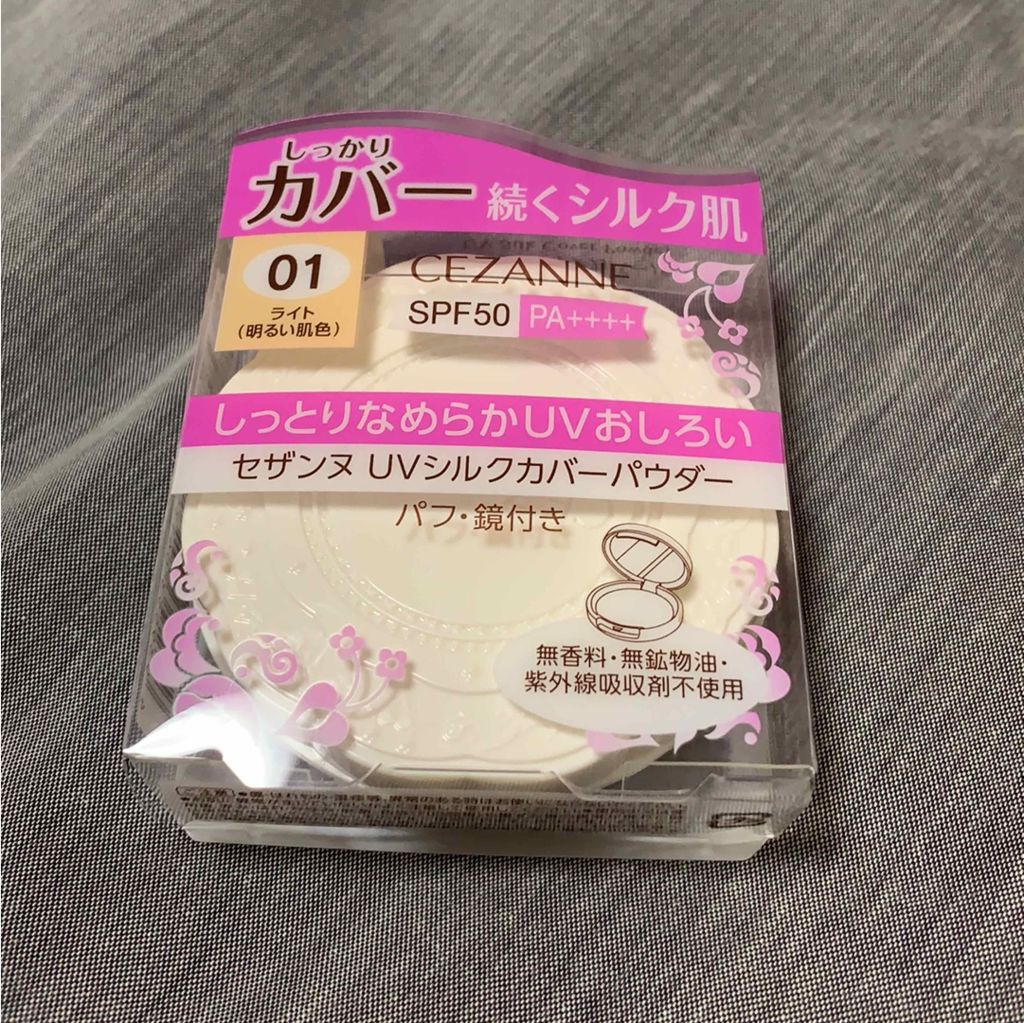 しっかり
カバー 続くシルク肌
UV Silk Cover Powder
01
ライト
(明るい肌色)
CEZANNE
SPF50 PA++++
しっとりなめらかUVおしろい
セザンヌ UVシルクカバーパウダー
パフ・鏡付き
無香料・無鉱物油・
紫外線吸収剤不使用